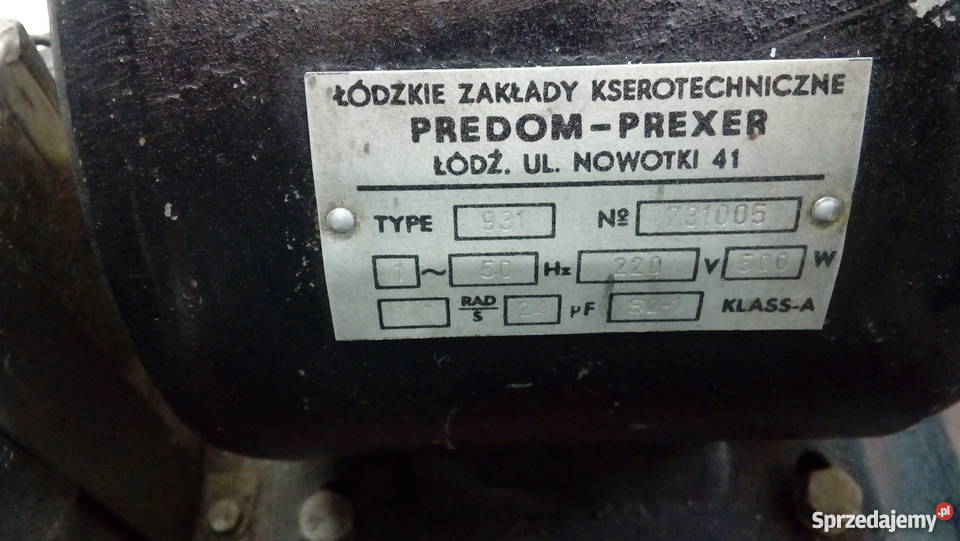 ŁÓDZKIE ZAKŁADY KSEROTECHNICZNE
PREDOM-PREXER
ŁÓDŹ. UL. NOWOTKI 41
TYPE 931 № 731005
1 ~ 50 Hz 220 V 500 W
RAD/S µF KLASS-A
Sprzedajemy.pl